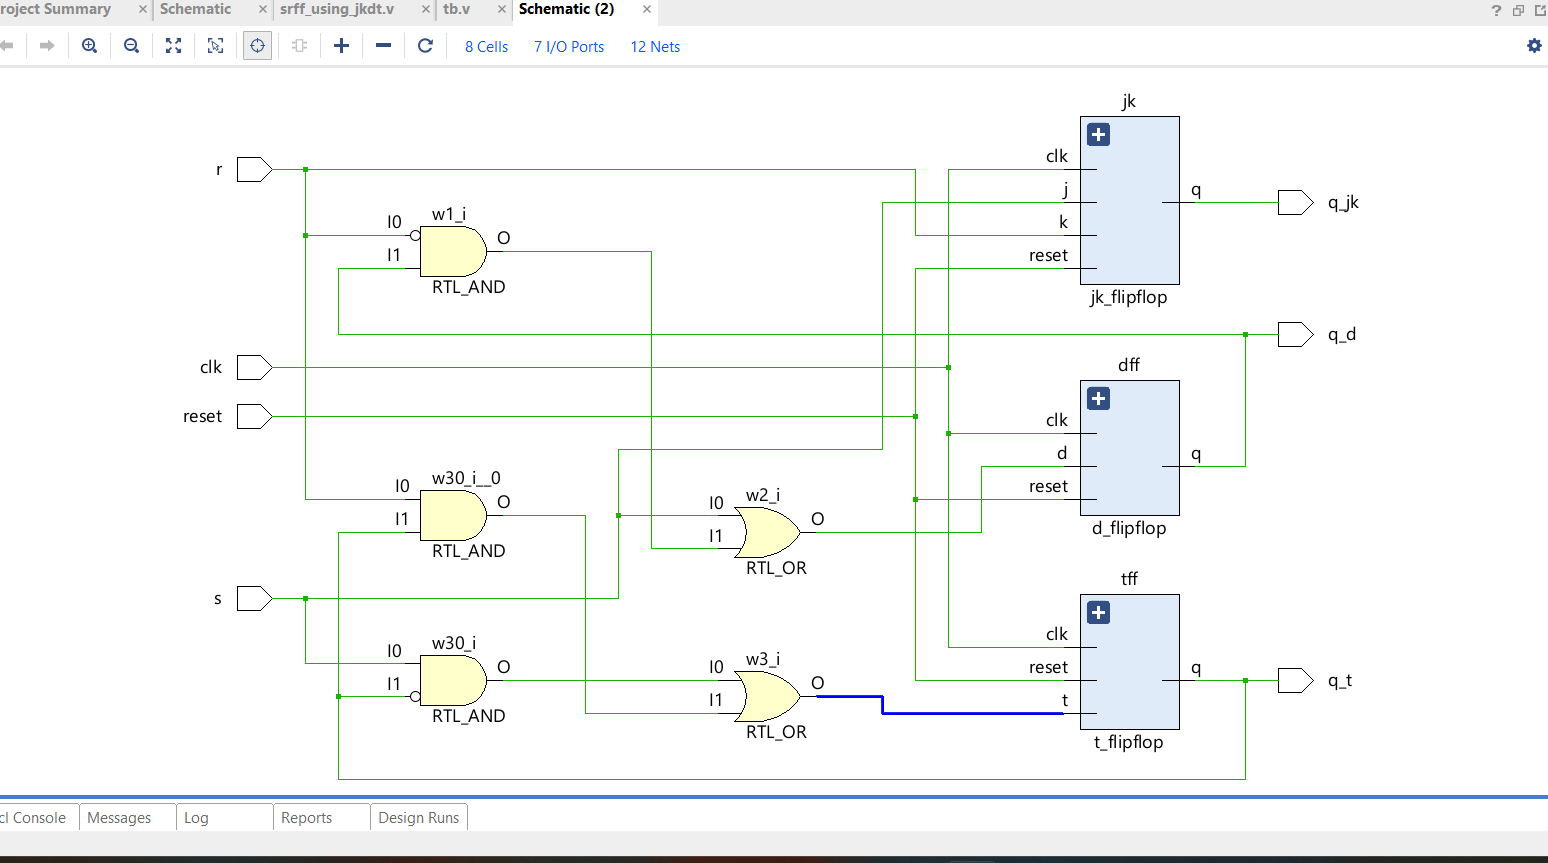 roject Summary × Schematic × srff_using_jkdt.v × tb.v × Schematic (2) × ?
8 Cells 7 I/O Ports 12 Nets
jk
clk
r
j
q
q_jk
w1_i
I0
k
O
I1
reset
RTL_AND
jk_flipflop
q_d
clk
dff
reset
clk
d
q
w30_i__0
I0
reset
O
w2_i
I0
I1
O
d_flipflop
I1
RTL_AND
RTL_OR
tff
s
clk
w30_i
I0
w3_i
I0
O
reset
q
q_t
I1
O
I1
t
RTL_AND
RTL_OR
t_flipflop
cl Console Messages Log Reports Design Runs